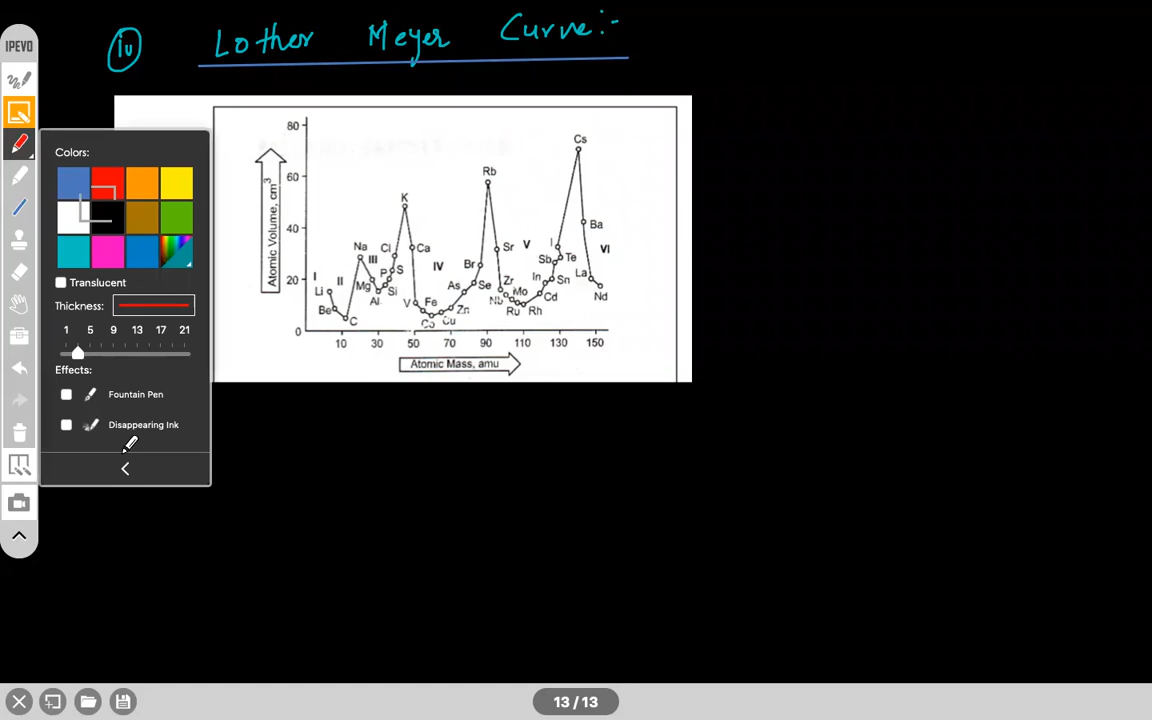 iv Lother Meyer Curve:-
IPEVO
Colors:
Translucent
Thickness:
1 5 9 13 17 21
Effects:
Fountain Pen
Disappearing Ink
80
60
40
20
0
Atomic Volume, cm³
10 30 50 70 90 110 130 150
Atomic Mass, amu
I II III IV V VI
Li
Be
C
Na
Mg
Al
Si
P
S
Cl
K
Ca
V
Fe
Co
Cu
Zn
As
Se
Br
Rb
Sr
Zr
Nb
Mo
Ru
Rh
Cd
In
Sn
Sb
Te
I
Cs
Ba
La
Nd
13 / 13